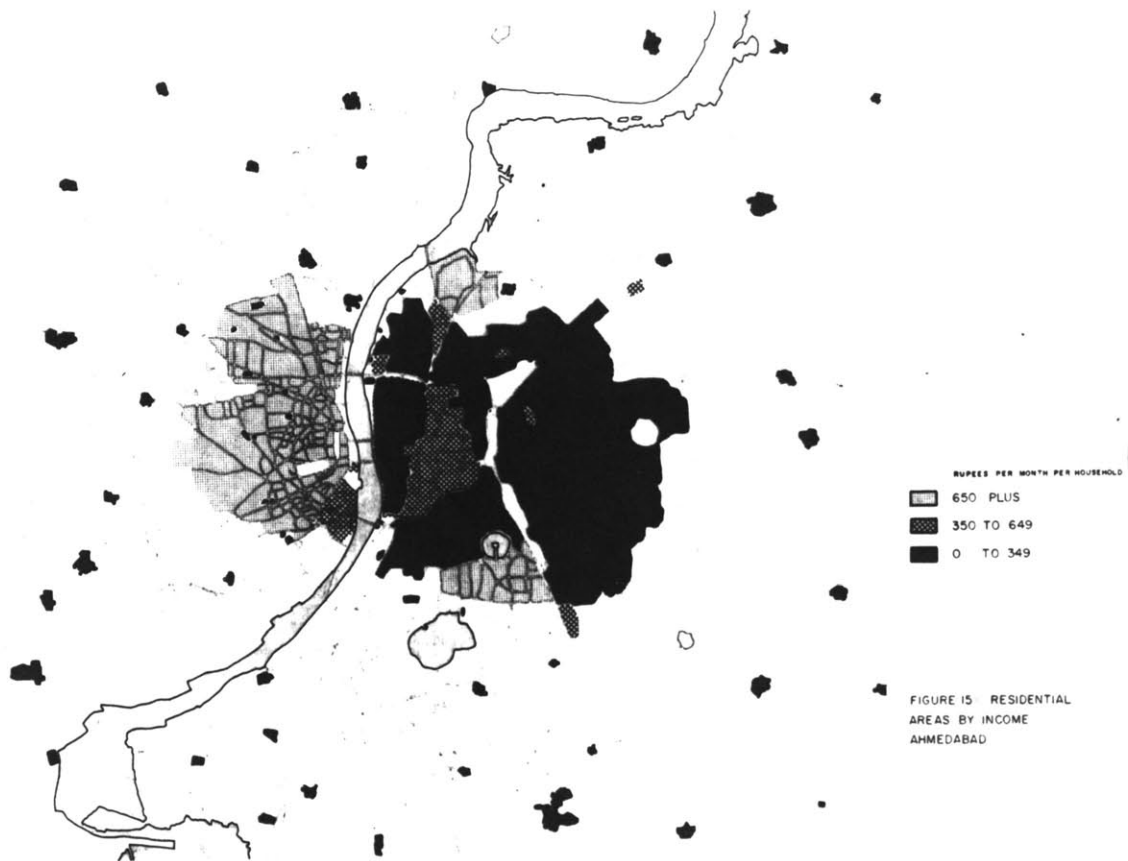 RUPEES PER MONTH PER HOUSEHOLD
650 PLUS
350 TO 649
0 TO 349
FIGURE 15 RESIDENTIAL
AREAS BY INCOME
AHMEDABAD